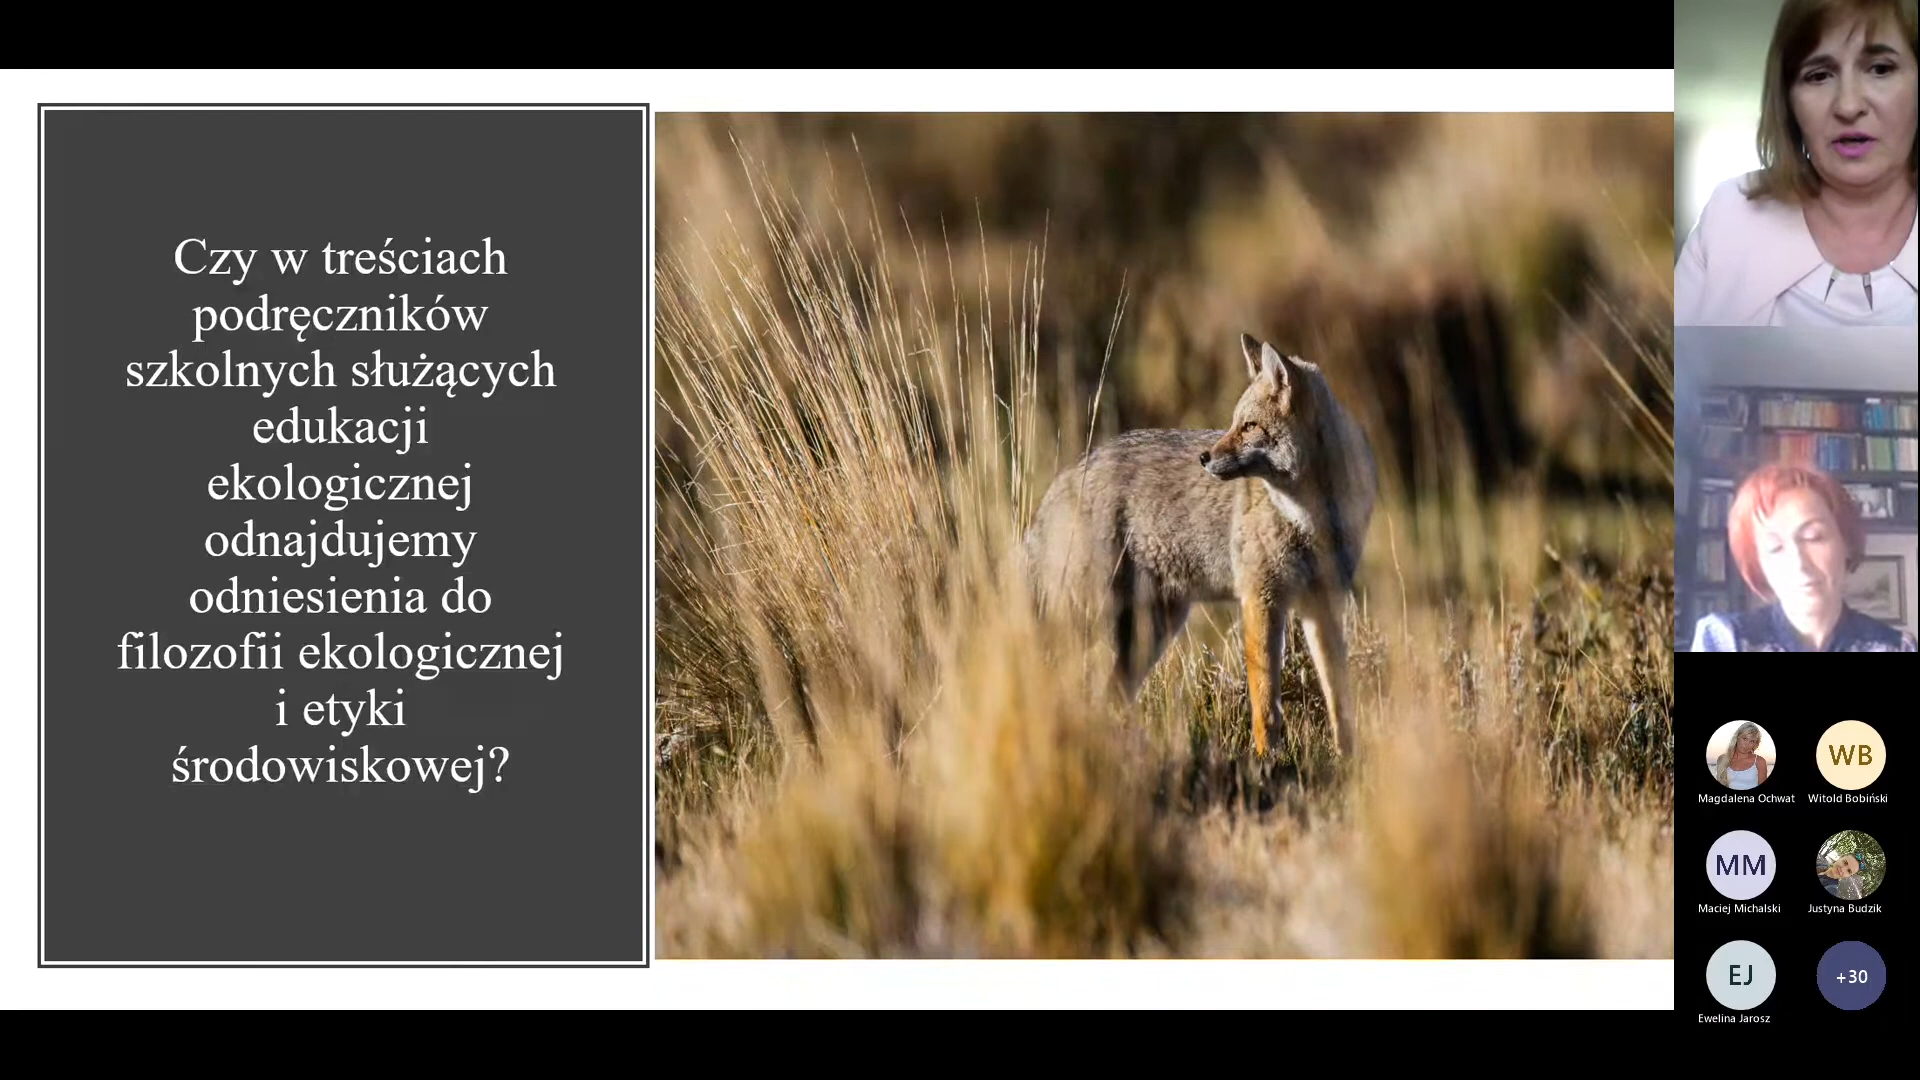 Czy w treściach
podręczników
szkolnych służących
edukacji
ekologicznej
odnajdujemy
odniesienia do
filozofii ekologicznej
i etyki
środowiskowej?
WB
Magdalena Ochwat
Witold Bobiński
MM
Maciej Michalski
Justyna Budzik
EJ
+30
Ewelina Jarosz